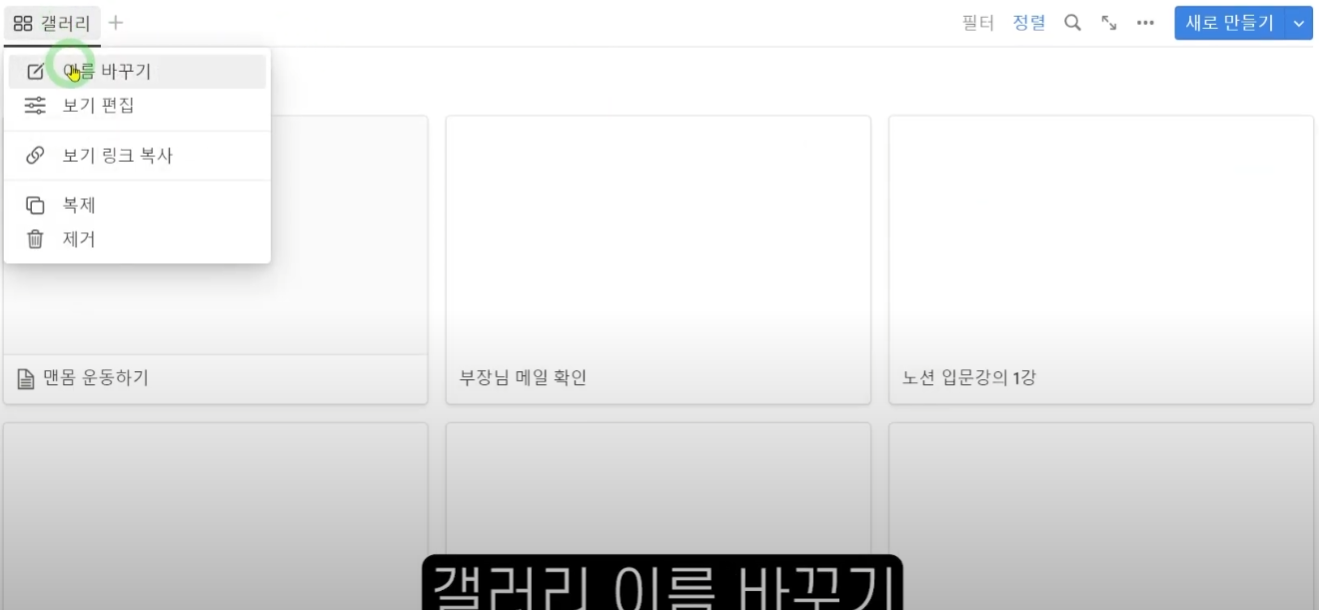 갤러리
필터 정렬 새로 만들기
이름 바꾸기
보기 편집
보기 링크 복사
복제
제거
맨몸 운동하기
부장님 메일 확인
노션 입문강의 1강
갤러리 이름 바꾸기